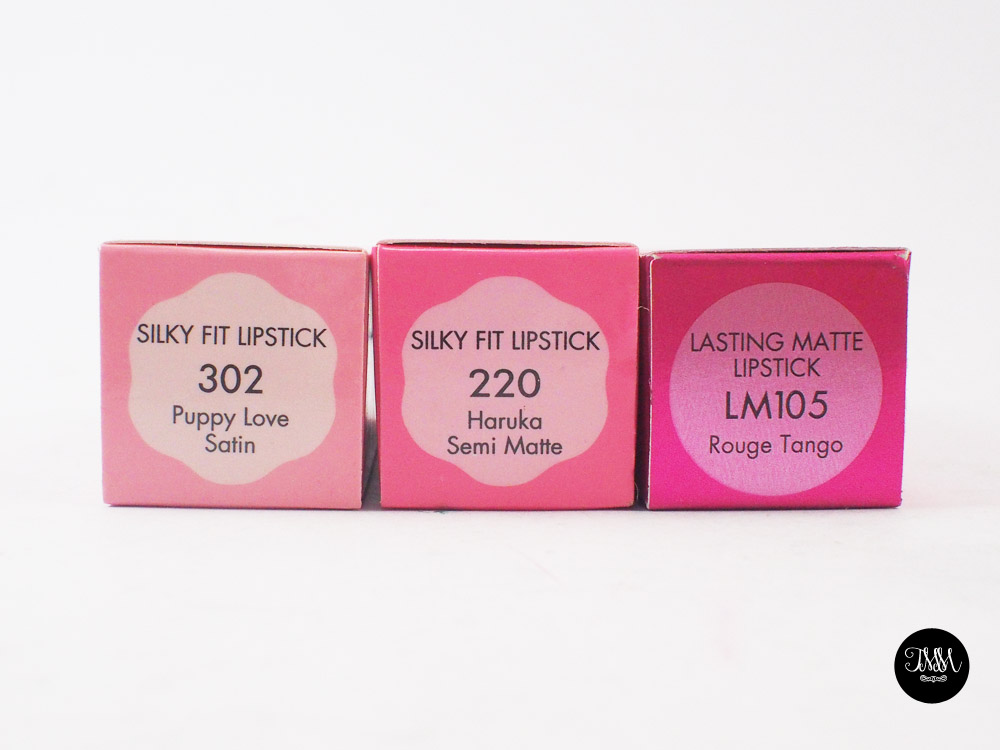 SILKY FIT LIPSTICK
302
Puppy Love
Satin
SILKY FIT LIPSTICK
220
Haruka
Semi Matte
LASTING MATTE
LIPSTICK
LM105
Rouge Tango
TMM